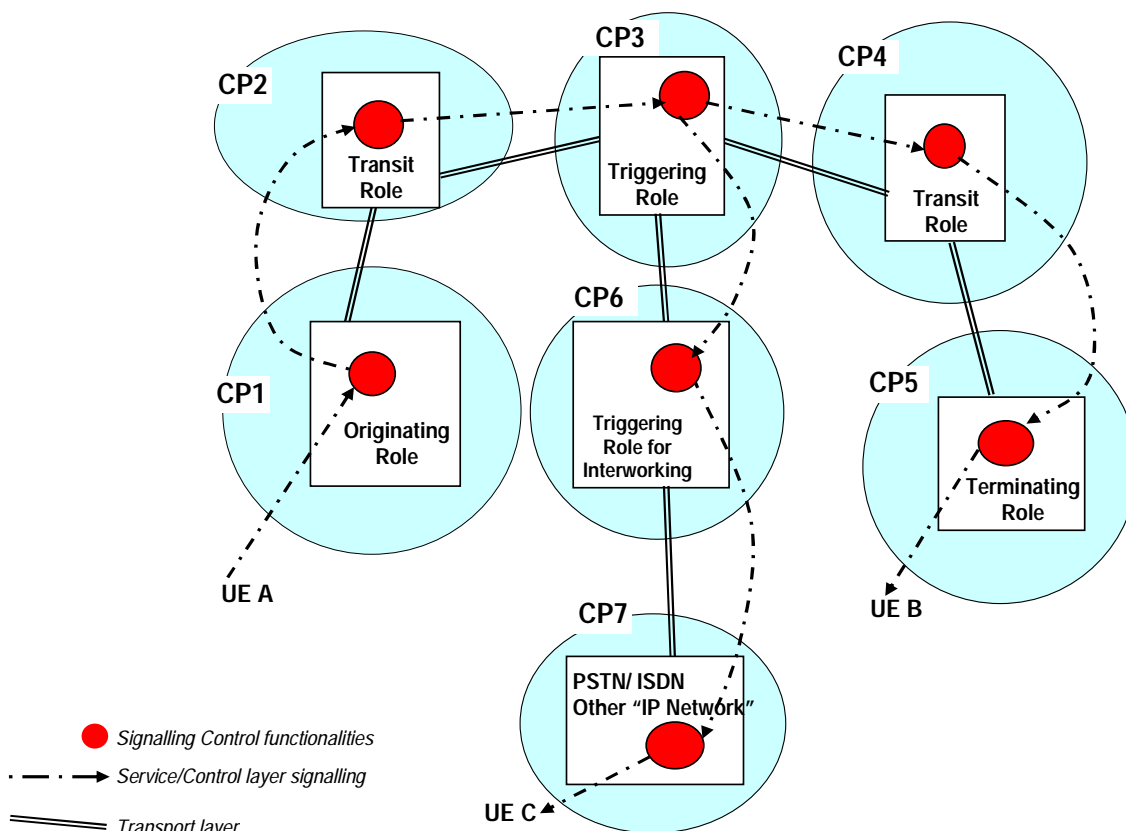 CP2
Transit
Role
CP3
Triggering
Role
CP4
Transit
Role
CP1
Originating
Role
CP6
Triggering
Role for
Interworking
CP5
Terminating
Role
UE A
UE B
CP7
PSTN/ ISDN
Other “IP Network”
UE C
Signalling Control functionalities
Service/Control layer signalling
Transport layer